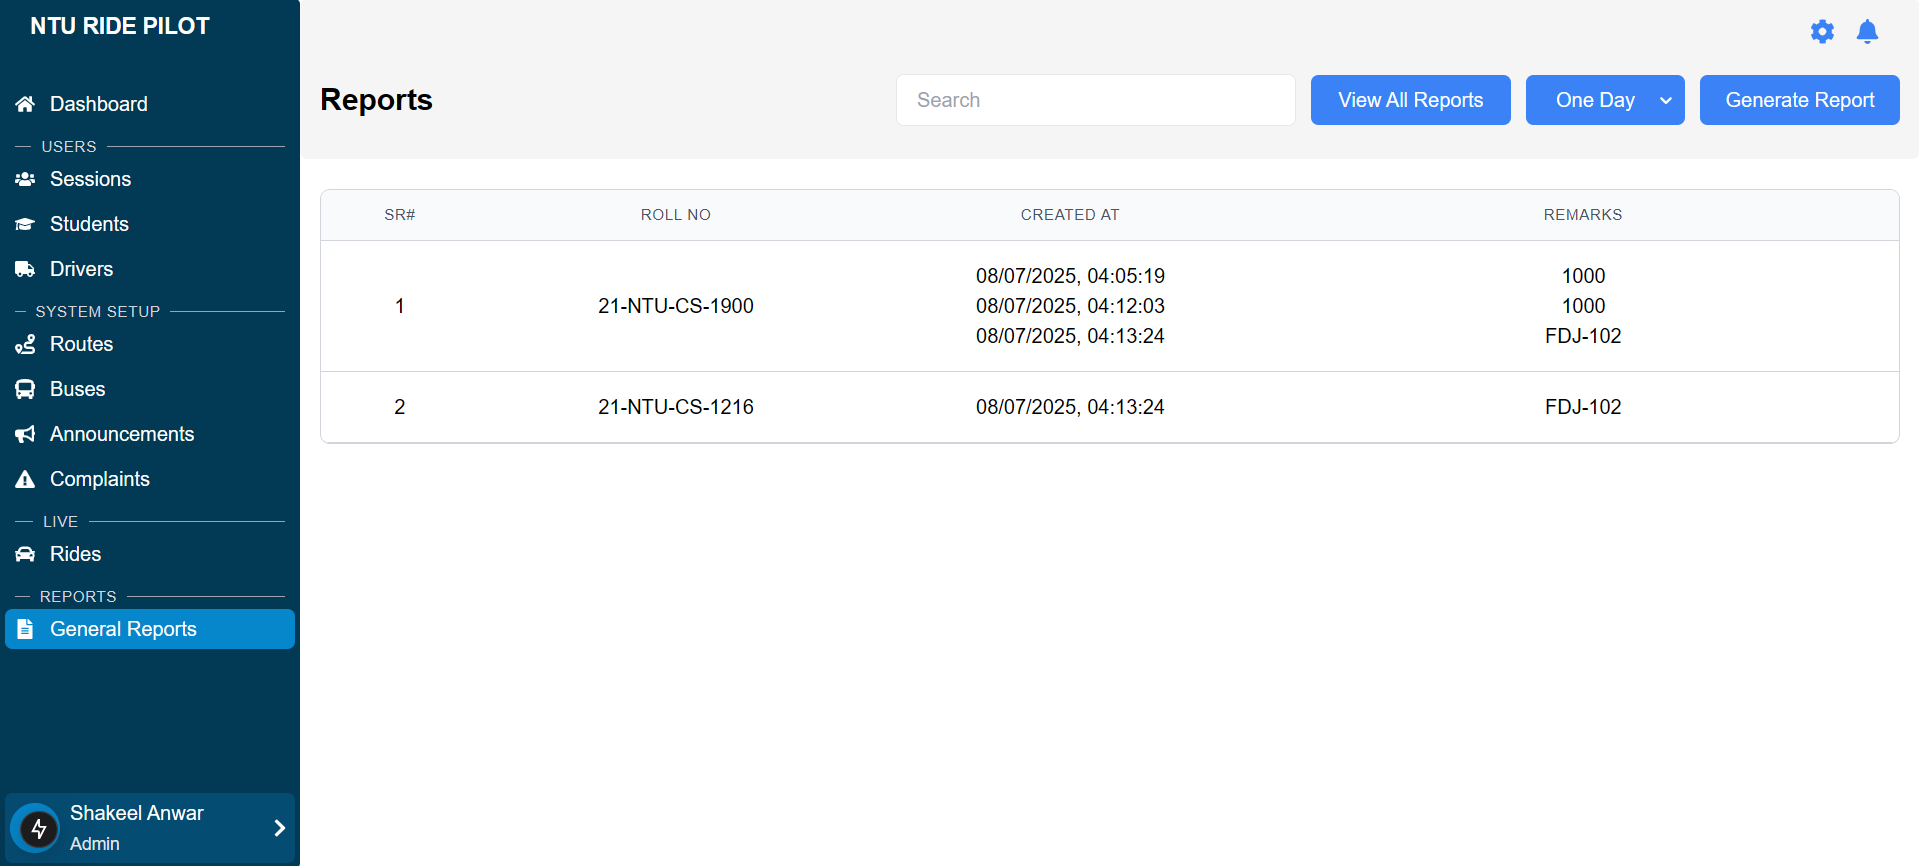 NTU RIDE PILOT
Dashboard
USERS
Sessions
Students
Drivers
SYSTEM SETUP
Routes
Buses
Announcements
Complaints
LIVE
Rides
REPORTS
General Reports
Shakeel Anwar
Admin
Reports
Search
View All Reports
One Day
Generate Report
SR# ROLL NO CREATED AT REMARKS
08/07/2025, 04:05:19 1000
1 21-NTU-CS-1900 08/07/2025, 04:12:03 1000
08/07/2025, 04:13:24 FDJ-102
2 21-NTU-CS-1216 08/07/2025, 04:13:24 FDJ-102